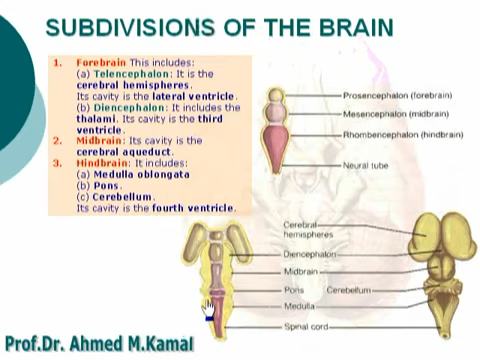 SUBDIVISIONS OF THE BRAIN
1. Forebrain This includes:
(a) Telencephalon: It is the
cerebral hemispheres.
Its cavity is the lateral ventricle.
(b) Diencephalon: It includes the
thalami. Its cavity is the third
ventricle.
2. Midbrain: Its cavity is the
cerebral aqueduct.
3. Hindbrain: It includes:
(a) Medulla oblongata
(b) Pons.
(c) Cerebellum.
Its cavity is the fourth ventricle.
Prosencephalon (forebrain)
Mesencephalon (midbrain)
Rhombencephalon (hindbrain)
Neural tube
Cerebral
hemispheres
Diencephalon
Midbrain
Pons Cerebellum
Medulla
Spinal cord
Prof.Dr. Ahmed M.Kamal